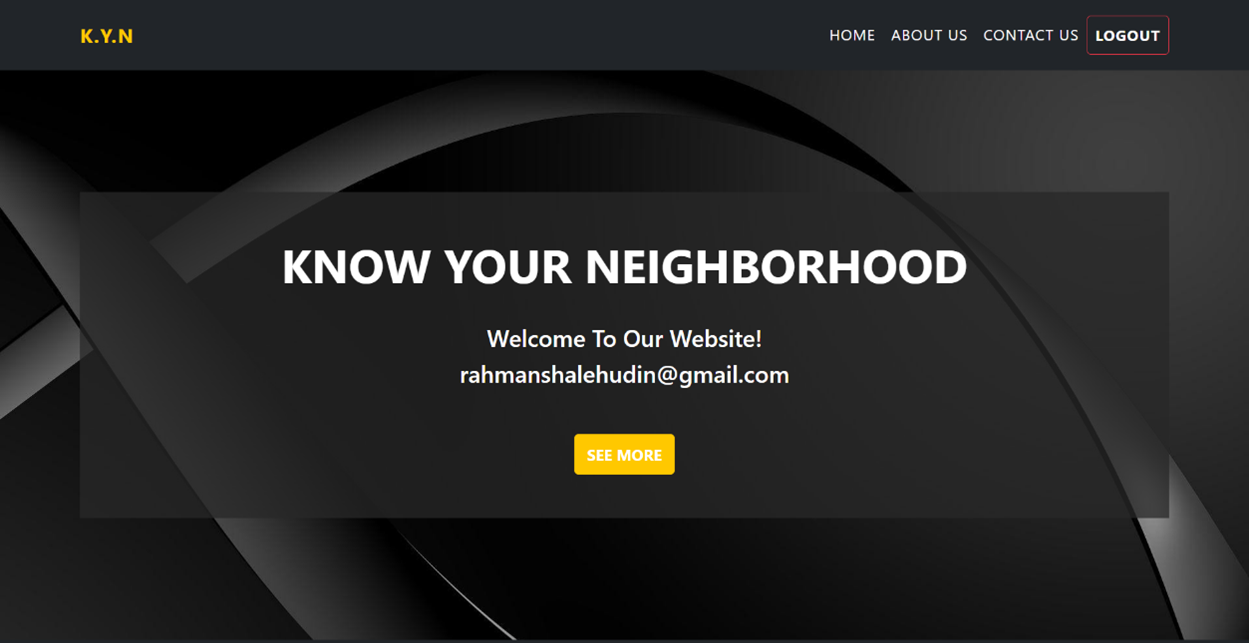 K.Y.N
HOME ABOUT US CONTACT US LOGOUT
KNOW YOUR NEIGHBORHOOD
Welcome To Our Website!
rahmanshalehudin@gmail.com
SEE MORE